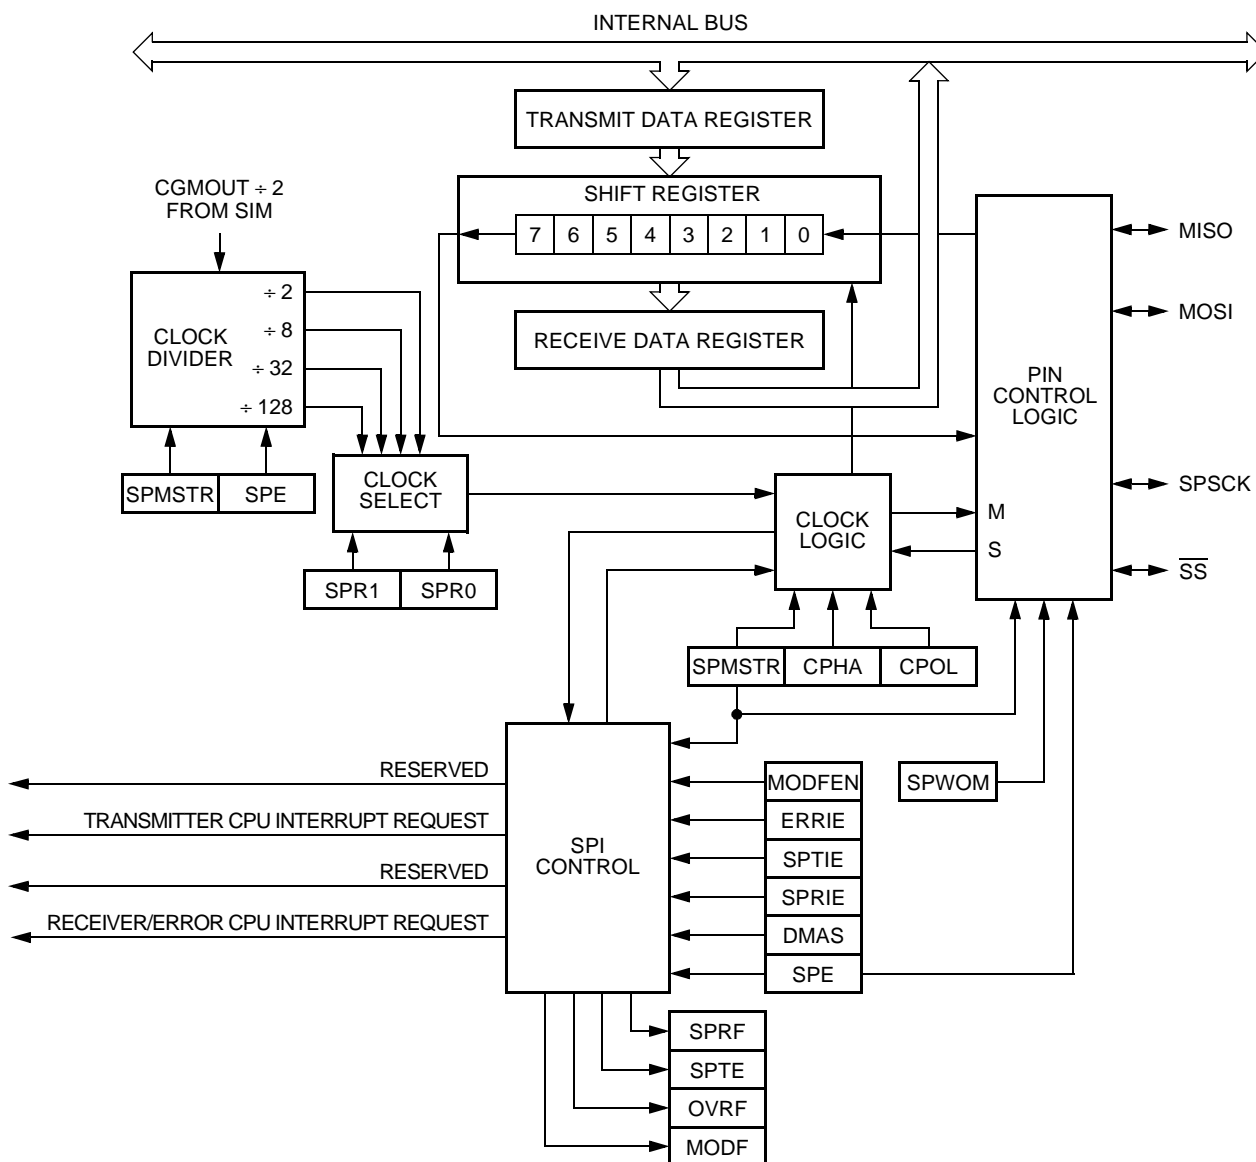 INTERNAL BUS
TRANSMIT DATA REGISTER
SHIFT REGISTER
7 6 5 4 3 2 1 0
RECEIVE DATA REGISTER
CGMOUT ÷ 2
FROM SIM
CLOCK
DIVIDER
÷ 2
÷ 8
÷ 32
÷ 128
SPMSTR SPE
CLOCK
SELECT
SPR1 SPR0
CLOCK
LOGIC
PIN
CONTROL
LOGIC
M
S
MISO
MOSI
SPSCK
SS
SPMSTR CPHA CPOL
SPWOM
SPI
CONTROL
RESERVED
TRANSMITTER CPU INTERRUPT REQUEST
RESERVED
RECEIVER/ERROR CPU INTERRUPT REQUEST
MODFEN
ERRIE
SPTIE
SPRIE
DMAS
SPE
SPRF
SPTE
OVRF
MODF